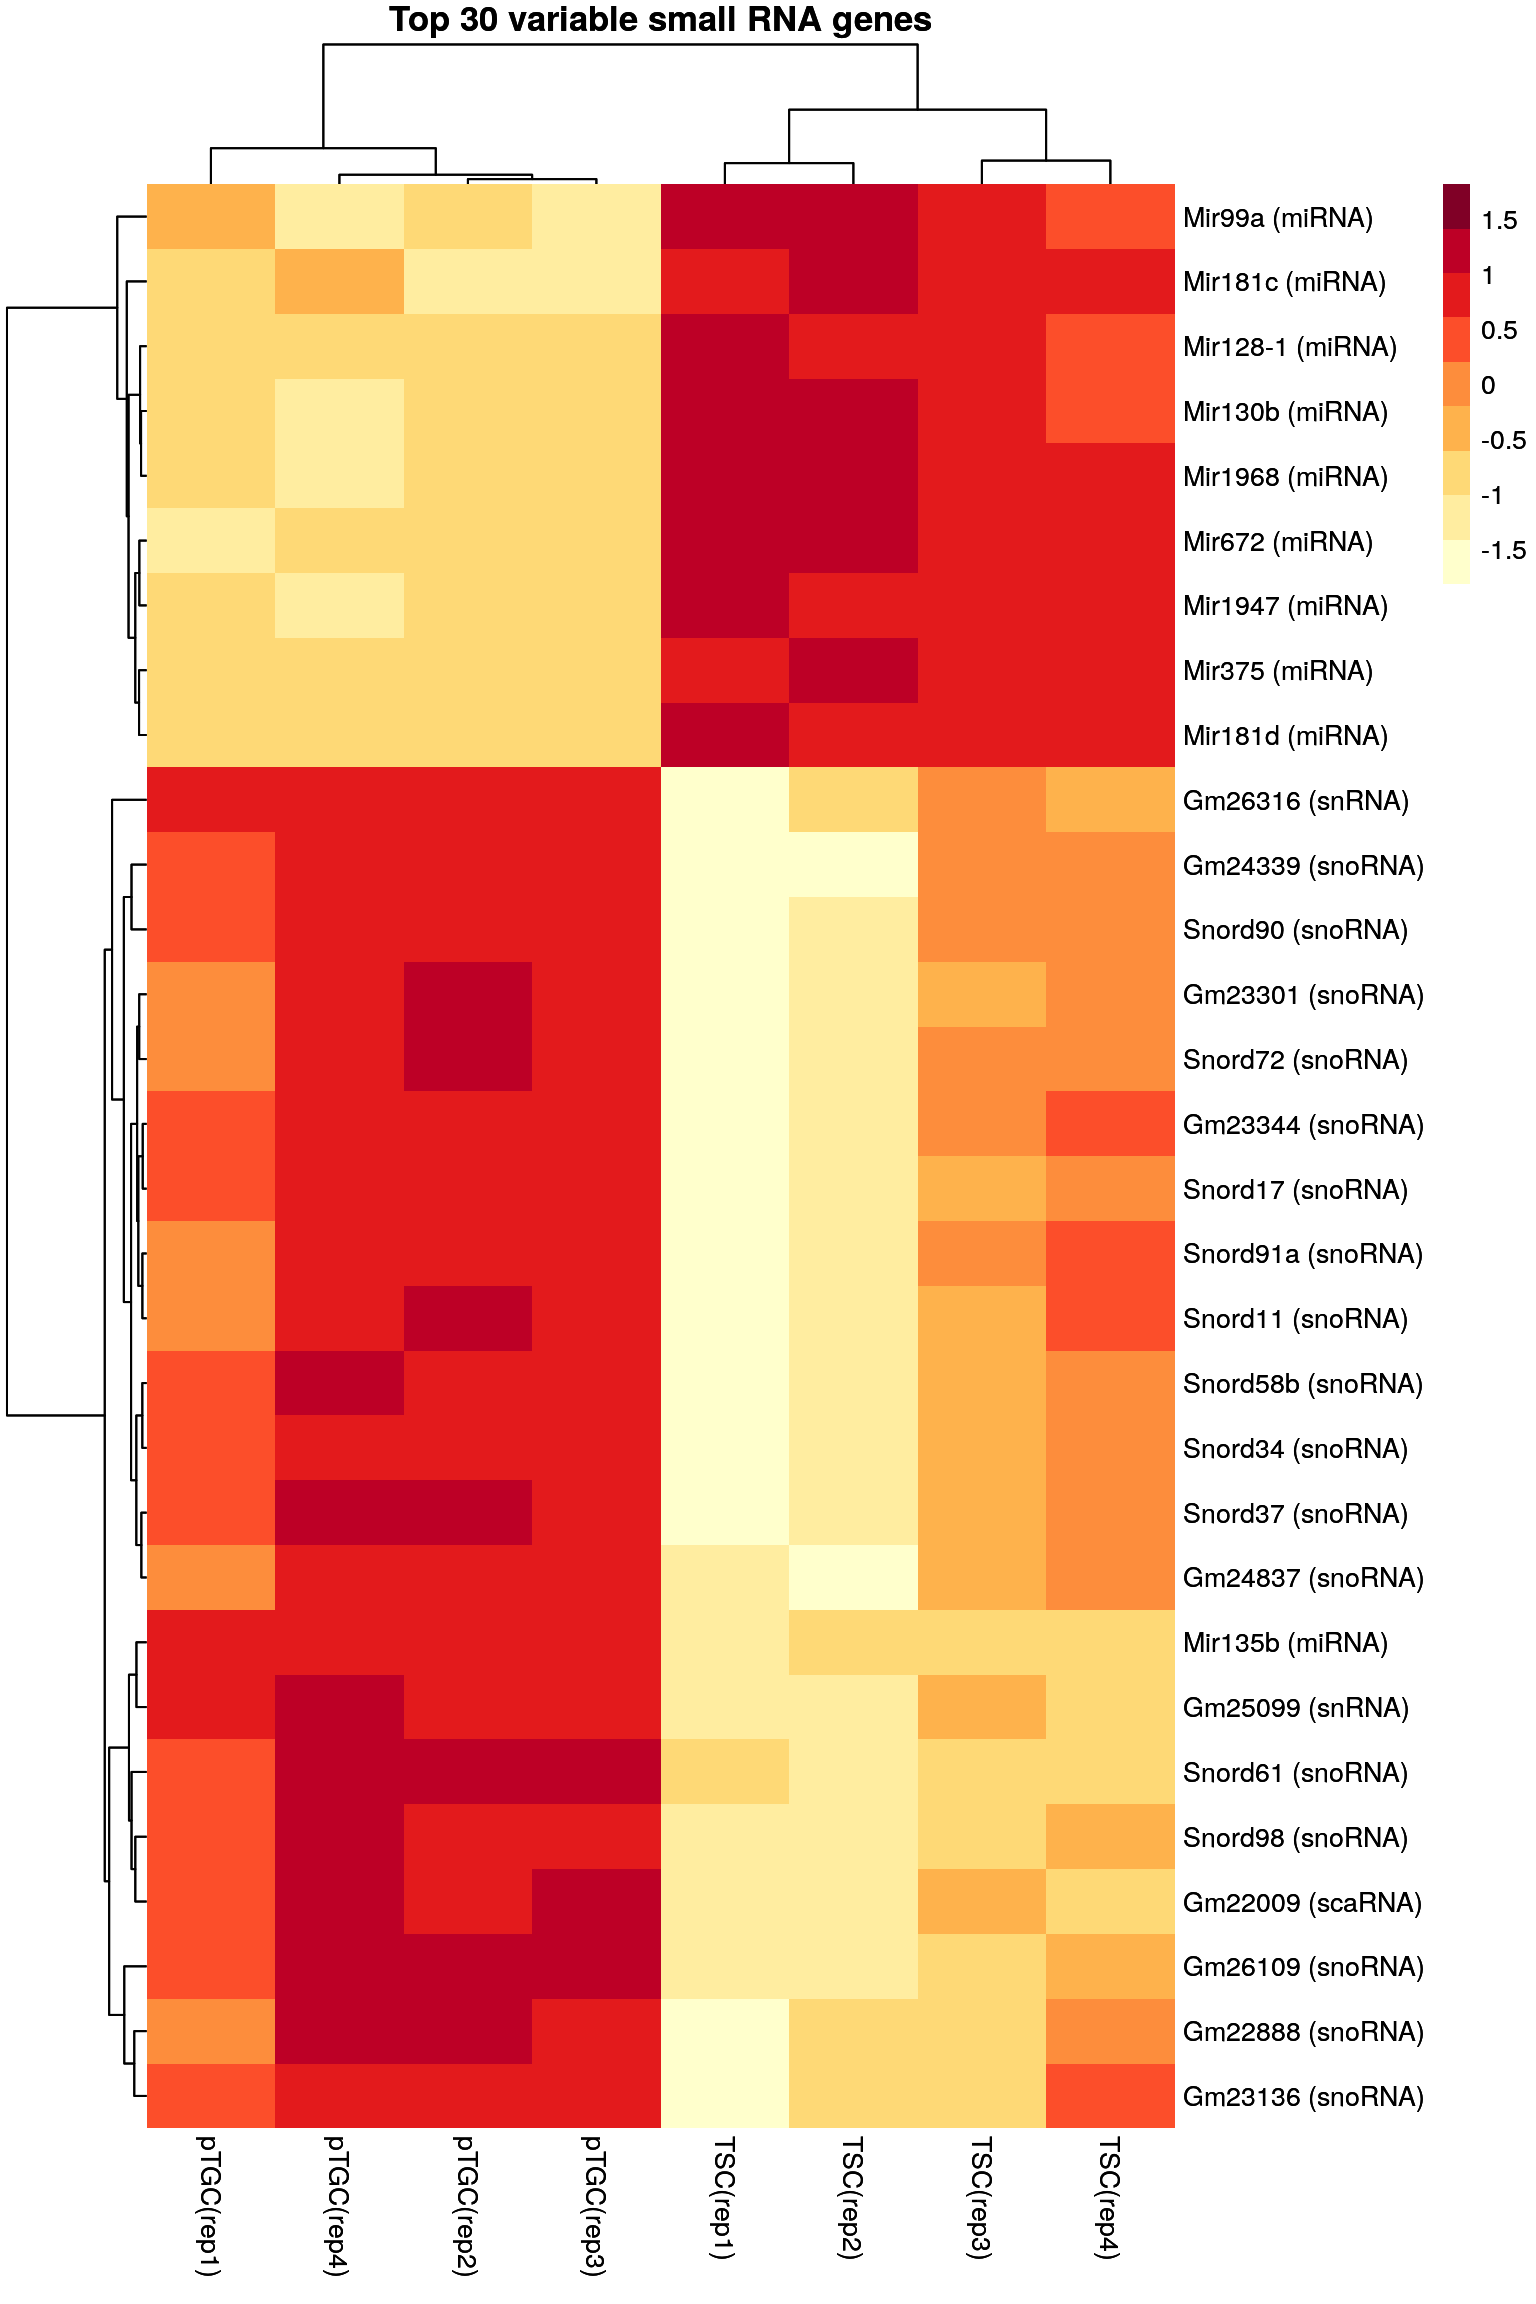 Top 30 variable small RNA genes
Mir99a (miRNA)
Mir181c (miRNA)
Mir128-1 (miRNA)
Mir130b (miRNA)
Mir1968 (miRNA)
Mir672 (miRNA)
Mir1947 (miRNA)
Mir375 (miRNA)
Mir181d (miRNA)
Gm26316 (snRNA)
Gm24339 (snoRNA)
Snord90 (snoRNA)
Gm23301 (snoRNA)
Snord72 (snoRNA)
Gm23344 (snoRNA)
Snord17 (snoRNA)
Snord91a (snoRNA)
Snord11 (snoRNA)
Snord58b (snoRNA)
Snord34 (snoRNA)
Snord37 (snoRNA)
Gm24837 (snoRNA)
Mir135b (miRNA)
Gm25099 (snRNA)
Snord61 (snoRNA)
Snord98 (snoRNA)
Gm22009 (scaRNA)
Gm26109 (snoRNA)
Gm22888 (snoRNA)
Gm23136 (snoRNA)
1.5
1
0.5
0
-0.5
-1
-1.5
pTGC(rep1)
pTGC(rep4)
pTGC(rep2)
pTGC(rep3)
TSC(rep1)
TSC(rep2)
TSC(rep3)
TSC(rep4)